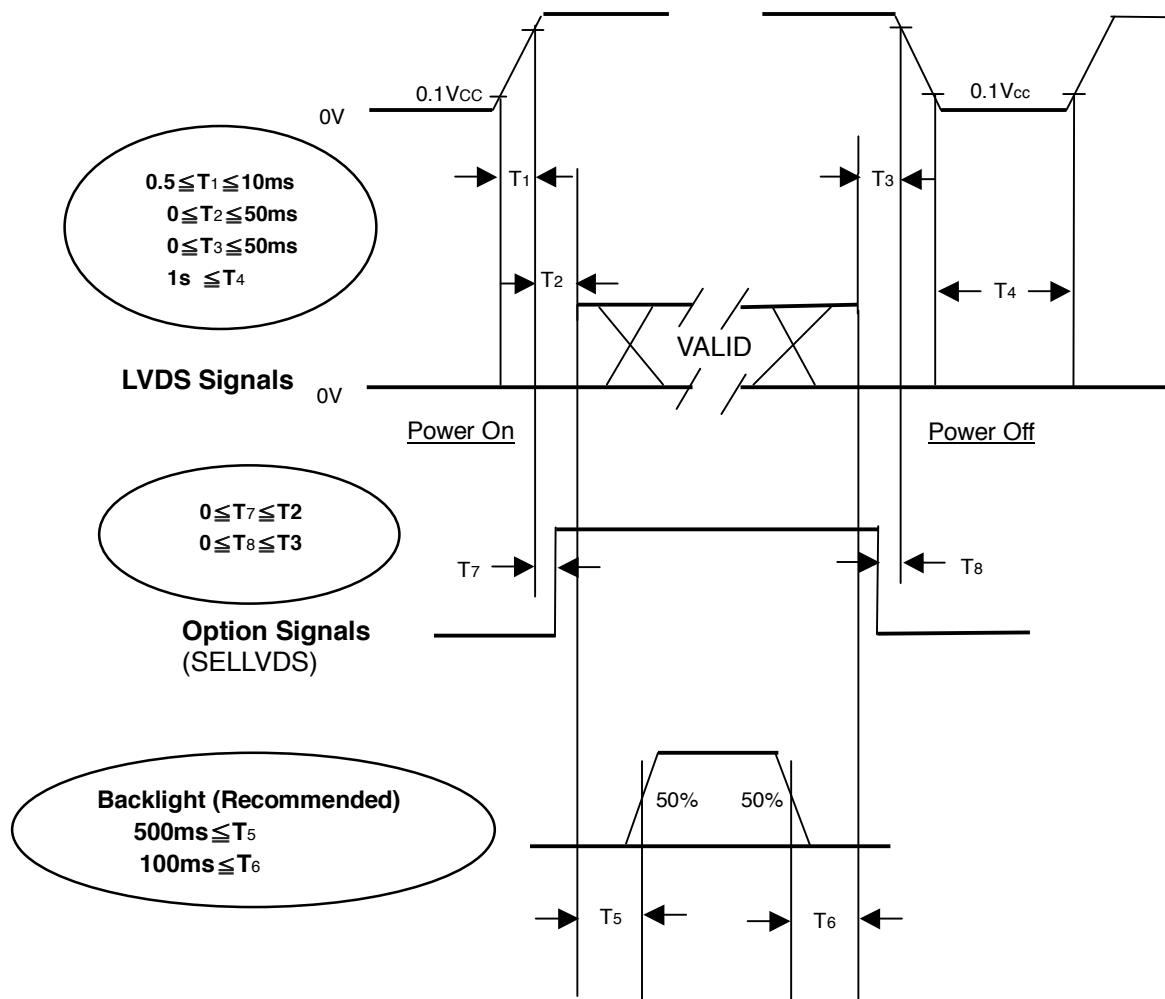 0.1VCC
0.1Vcc
0V
0.5≦T1≦10ms
0≦T2≦50ms
0≦T3≦50ms
1s ≦T4
T1
T3
T2
T4
VALID
LVDS Signals
0V
Power On
Power Off
0≦T7≦T2
0≦T8≦T3
T7
T8
Option Signals
(SELLVDS)
Backlight (Recommended)
500ms≦T5
100ms≦T6
50%
50%
T5
T6